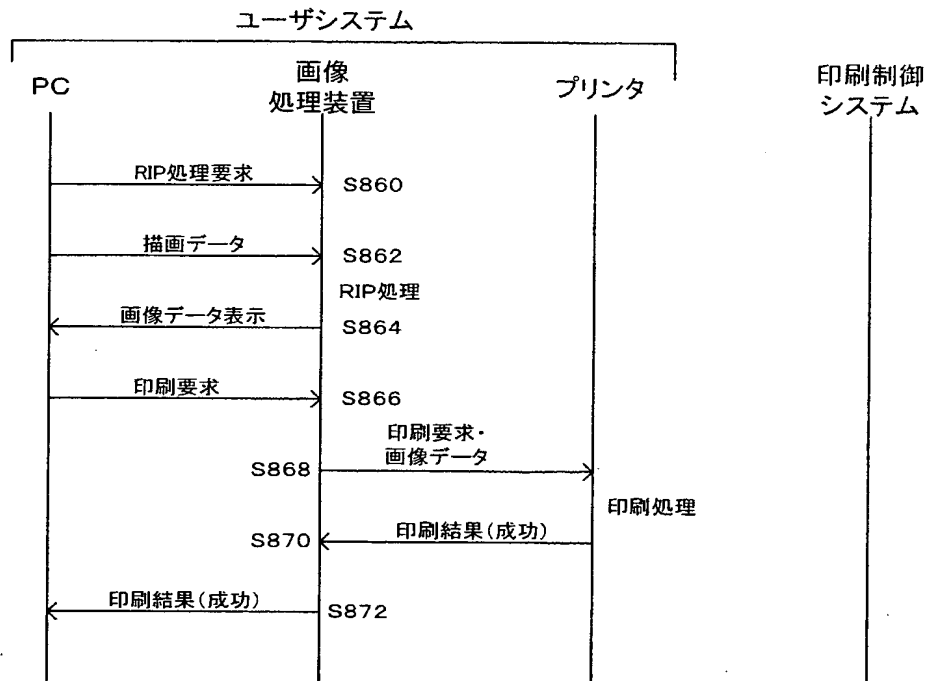 ユーザシステム
PC
画像
処理装置
プリンタ
印刷制御
システム
RIP処理要求
S860
描画データ
S862
RIP処理
画像データ表示
S864
印刷要求
S866
印刷要求・
画像データ
S868
印刷処理
印刷結果(成功)
S870
印刷結果(成功)
S872